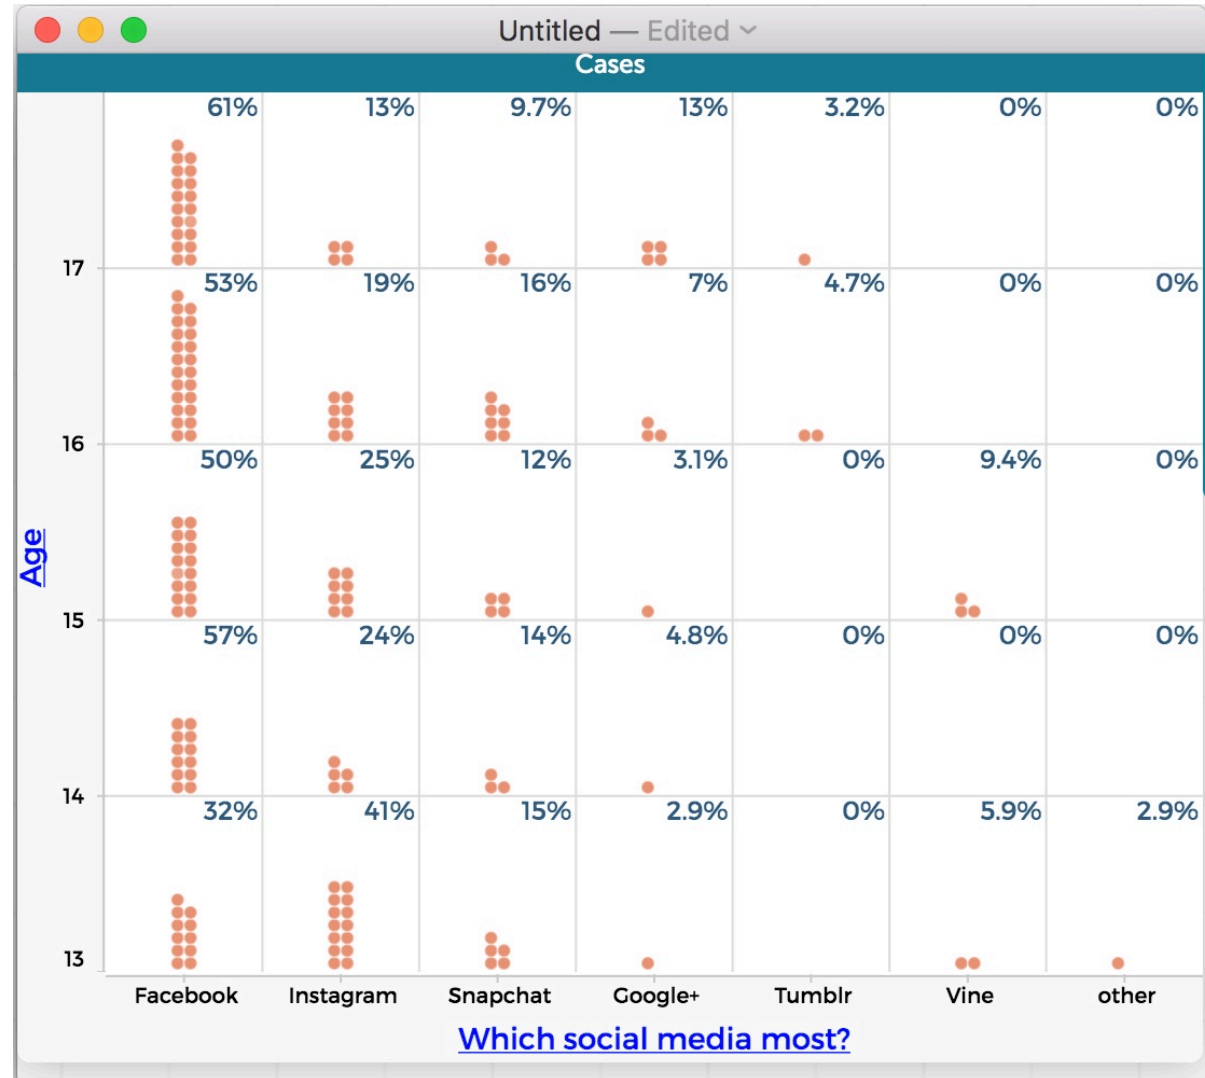 Untitled — Edited
Cases
61% 13% 9.7% 13% 3.2% 0% 0%
17
53% 19% 16% 7% 4.7% 0% 0%
16
50% 25% 12% 3.1% 0% 9.4% 0%
Age
15
57% 24% 14% 4.8% 0% 0% 0%
14
32% 41% 15% 2.9% 0% 5.9% 2.9%
13
Facebook Instagram Snapchat Google+ Tumblr Vine other
Which social media most?